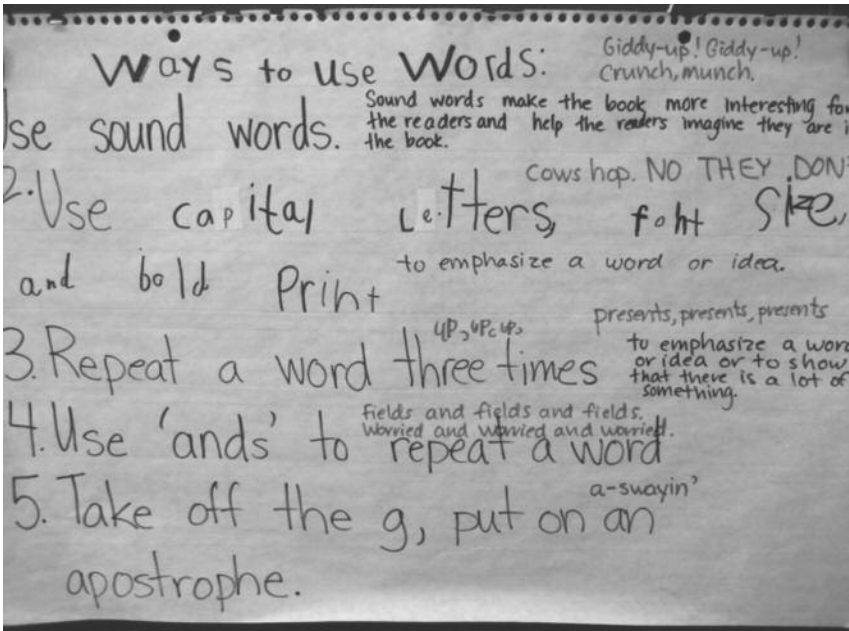 Ways to use Words:
Giddy-up! Giddy-up!
Crunch, munch.
Use sound words.
Sound words make the book more interesting for
the readers and help the readers imagine they are i
the book.
Cows hop. NO THEY DON'
2. Use capital Letters, font size,
and bold Print
to emphasize a word or idea.
presents, presents, presents
up, up, up,
3. Repeat a word three times
to emphasize a word
or idea or to show
that there is a lot of
something.
fields and fields and fields.
Worried and worried and worried.
4. Use 'ands' to repeat a word
a-swayin'
5. Take off the g, put on an
apostrophe.